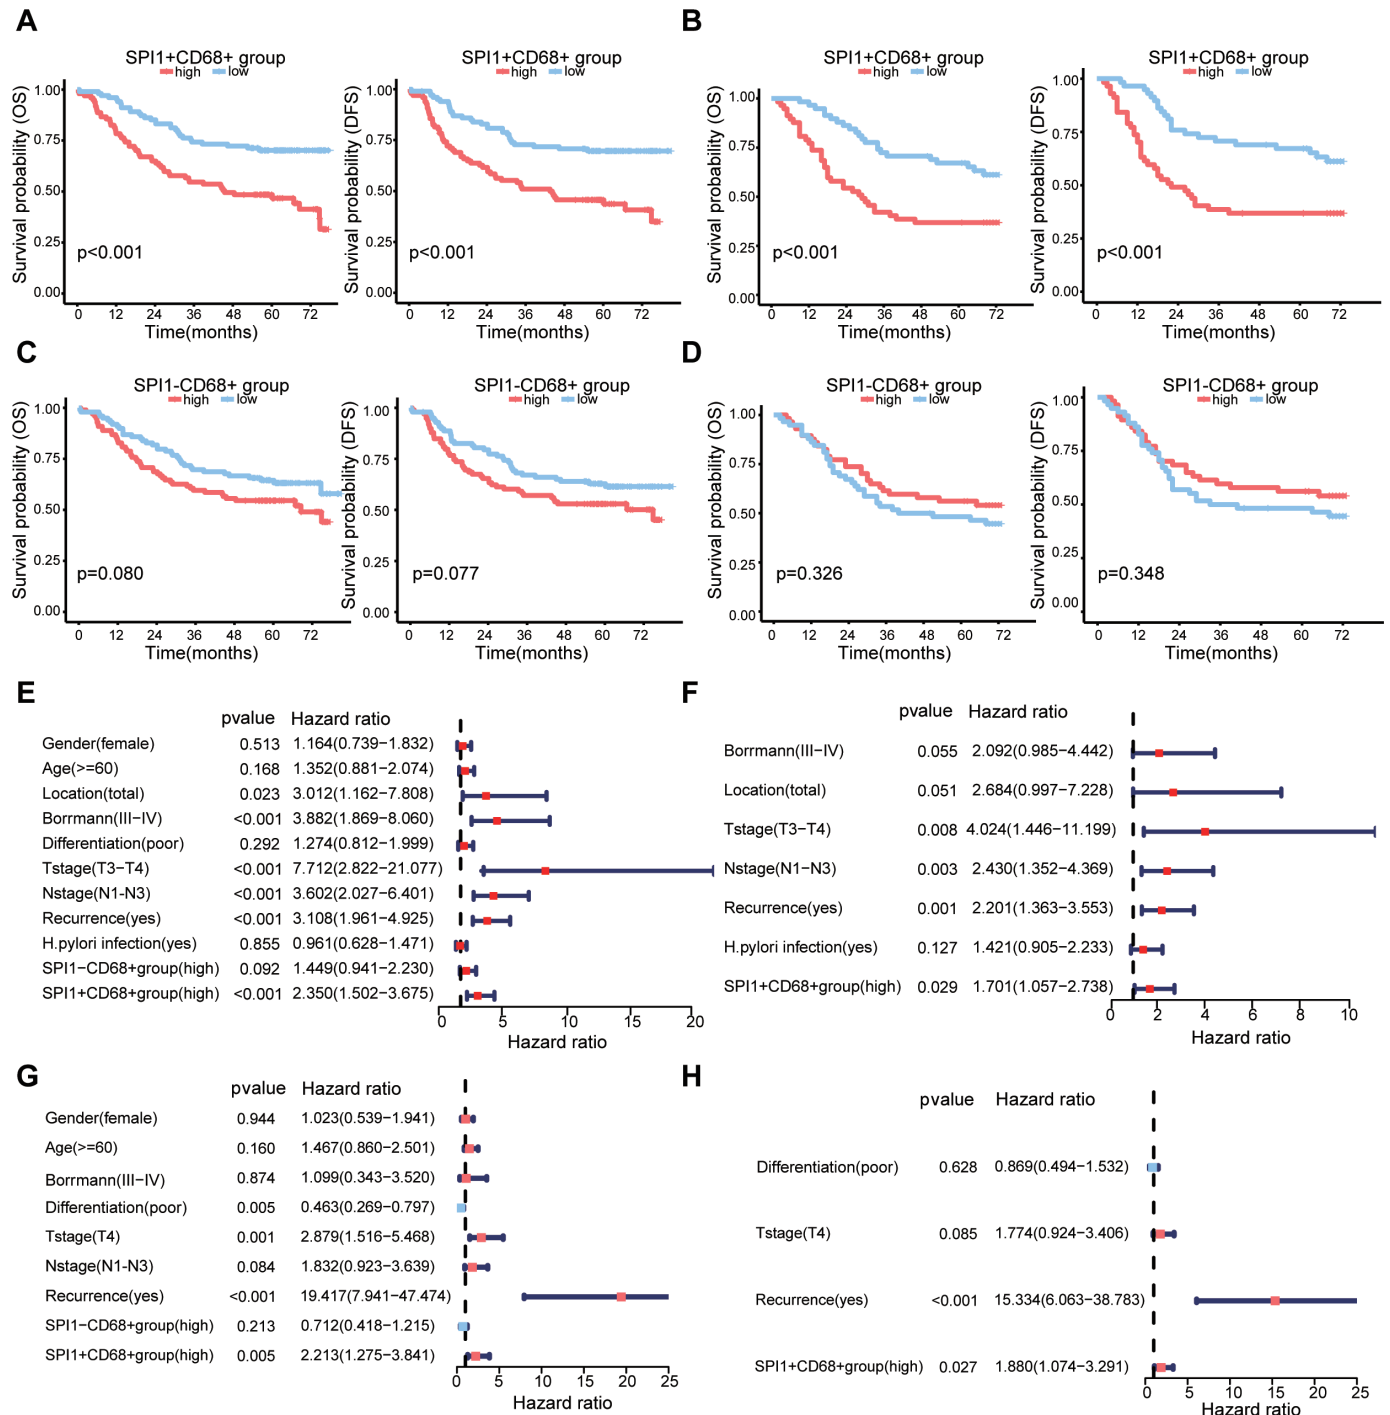 A
B
SPI1+CD68+ group
high low
Survival probability (OS)
1.00
0.75
0.50
0.25
0.00
p<0.001
0 12 24 36 48 60 72
Time(months)
SPI1+CD68+ group
high low
Survival probability (DFS)
1.00
0.75
0.50
0.25
0.00
p<0.001
0 12 24 36 48 60 72
Time(months)
SPI1+CD68+ group
high low
Survival probability (OS)
1.00
0.75
0.50
0.25
0.00
p<0.001
0 12 24 36 48 60 72
Time(months)
SPI1+CD68+ group
high low
Survival probability (DFS)
1.00
0.75
0.50
0.25
0.00
p<0.001
0 12 24 36 48 60 72
Time(months)
C
D
SPI1-CD68+ group
high low
Survival probability (OS)
1.00
0.75
0.50
0.25
0.00
p=0.080
0 12 24 36 48 60 72
Time(months)
SPI1-CD68+ group
high low
Survival probability (DFS)
1.00
0.75
0.50
0.25
0.00
p=0.077
0 12 24 36 48 60 72
Time(months)
SPI1-CD68+ group
high low
Survival probability (OS)
1.00
0.75
0.50
0.25
0.00
p=0.326
0 12 24 36 48 60 72
Time(months)
SPI1-CD68+ group
high low
Survival probability (DFS)
1.00
0.75
0.50
0.25
0.00
p=0.348
0 12 24 36 48 60 72
Time(months)
E
pvalue Hazard ratio
Gender(female) 0.513 1.164(0.739−1.832)
Age(>=60) 0.168 1.352(0.881−2.074)
Location(total) 0.023 3.012(1.162−7.808)
Borrmann(III−IV) <0.001 3.882(1.869−8.060)
Differentiation(poor) 0.292 1.274(0.812−1.999)
Tstage(T3−T4) <0.001 7.712(2.822−21.077)
Nstage(N1-N3) <0.001 3.602(2.027−6.401)
Recurrence(yes) <0.001 3.108(1.961−4.925)
H.pylori infection(yes) 0.855 0.961(0.628−1.471)
SPI1−CD68+group(high) 0.092 1.449(0.941−2.230)
SPI1+CD68+group(high) <0.001 2.350(1.502−3.675)
0 5 10 15 20
Hazard ratio
F
pvalue Hazard ratio
Borrmann(III−IV) 0.055 2.092(0.985−4.442)
Location(total) 0.051 2.684(0.997−7.228)
Tstage(T3−T4) 0.008 4.024(1.446−11.199)
Nstage(N1−N3) 0.003 2.430(1.352−4.369)
Recurrence(yes) 0.001 2.201(1.363−3.553)
H.pylori infection(yes) 0.127 1.421(0.905−2.233)
SPI1+CD68+group(high) 0.029 1.701(1.057−2.738)
0 2 4 6 8 10
Hazard ratio
G
pvalue Hazard ratio
Gender(female) 0.944 1.023(0.539−1.941)
Age(>=60) 0.160 1.467(0.860−2.501)
Borrmann(III−IV) 0.874 1.099(0.343−3.520)
Differentiation(poor) 0.005 0.463(0.269−0.797)
Tstage(T4) 0.001 2.879(1.516−5.468)
Nstage(N1-N3) 0.084 1.832(0.923−3.639)
Recurrence(yes) <0.001 19.417(7.941−47.474)
SPI1−CD68+group(high) 0.213 0.712(0.418−1.215)
SPI1+CD68+group(high) 0.005 2.213(1.275−3.841)
0 5 10 15 20 25
Hazard ratio
H
pvalue Hazard ratio
Differentiation(poor) 0.628 0.869(0.494−1.532)
Tstage(T4) 0.085 1.774(0.924−3.406)
Recurrence(yes) <0.001 15.334(6.063−38.783)
SPI1+CD68+group(high) 0.027 1.880(1.074−3.291)
0 5 10 15 20 25
Hazard ratio